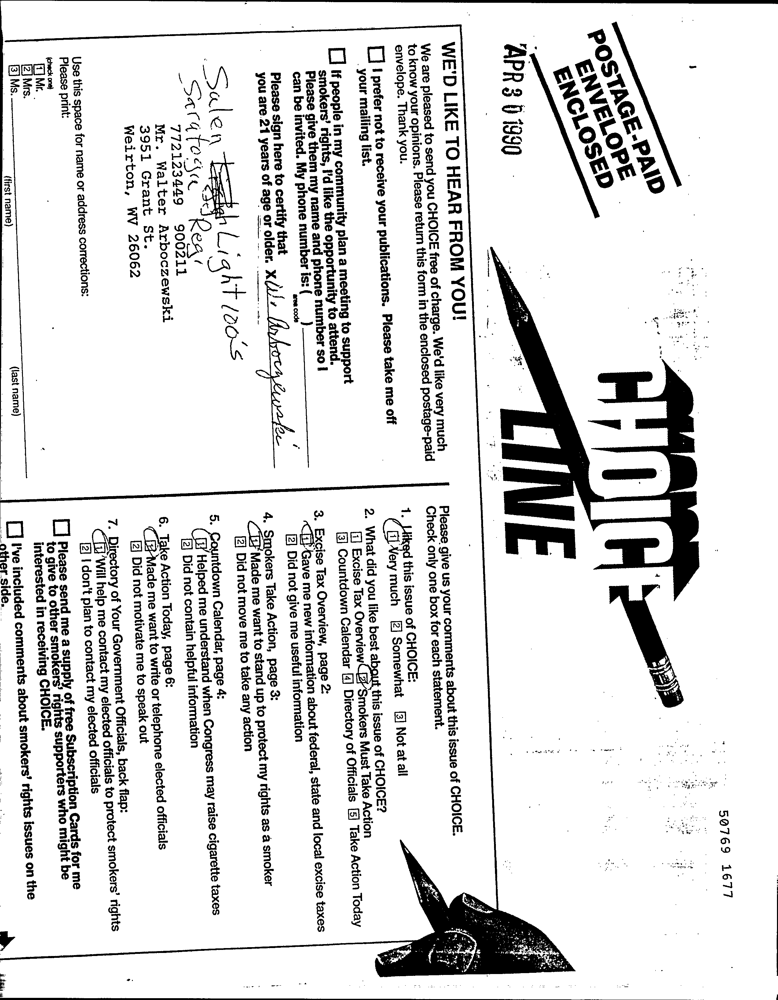 POSTAGE-PAID
ENVELOPE
ENCLOSED
APR 30 1990
CHOICE
LINE
50769 1677
WE'D LIKE TO HEAR FROM YOU!
We are pleased to send you CHOICE free of charge. We'd like very much
to know your opinions. Please return this form in the enclosed postage-paid
envelope. Thank you.
I prefer not to receive your publications. Please take me off
your mailing list.
If people in my community plan a meeting to support
smokers' rights, I'd like the opportunity to attend.
Please give them my name and phone number so I
can be invited. My phone number is: ( )
area code
Please sign here to certify that
you are 21 years of age or older. X W. Arboczewski
Salen Light 100's
Saratoga Reg
772123449 900211
Mr. Walter Arboczewski
3951 Grant St.
Weirton, WV 26062
Use this space for name or address corrections:
Please print:
(check one)
1 Mr.
2 Mrs.
3 Ms.
(first name) (last name)
Please give us your comments about this issue of CHOICE.
Check only one box for each statement.
1. I liked this issue of CHOICE:
1 Very much 2 Somewhat 3 Not at all
2. What did you like best about this issue of CHOICE?
1 Excise Tax Overview 2 Smokers Must Take Action
3 Countdown Calendar 4 Directory of Officials 5 Take Action Today
3. Excise Tax Overview, page 2:
1 Gave me new information about federal, state and local excise taxes
2 Did not give me useful information
4. Smokers Take Action, page 3:
1 Made me want to stand up to protect my rights as a smoker
2 Did not move me to take any action
5. Countdown Calendar, page 4:
1 Helped me understand when Congress may raise cigarette taxes
2 Did not contain helpful information
6. Take Action Today, page 6:
1 Made me want to write or telephone elected officials
2 Did not motivate me to speak out
7. Directory of Your Government Officials, back flap:
1 Will help me contact my elected officials to protect smokers' rights
2 I don't plan to contact my elected officials
Please send me a supply of free Subscription Cards for me
to give to other smokers' rights supporters who might be
interested in receiving CHOICE.
I've included comments about smokers' rights issues on the
other side.